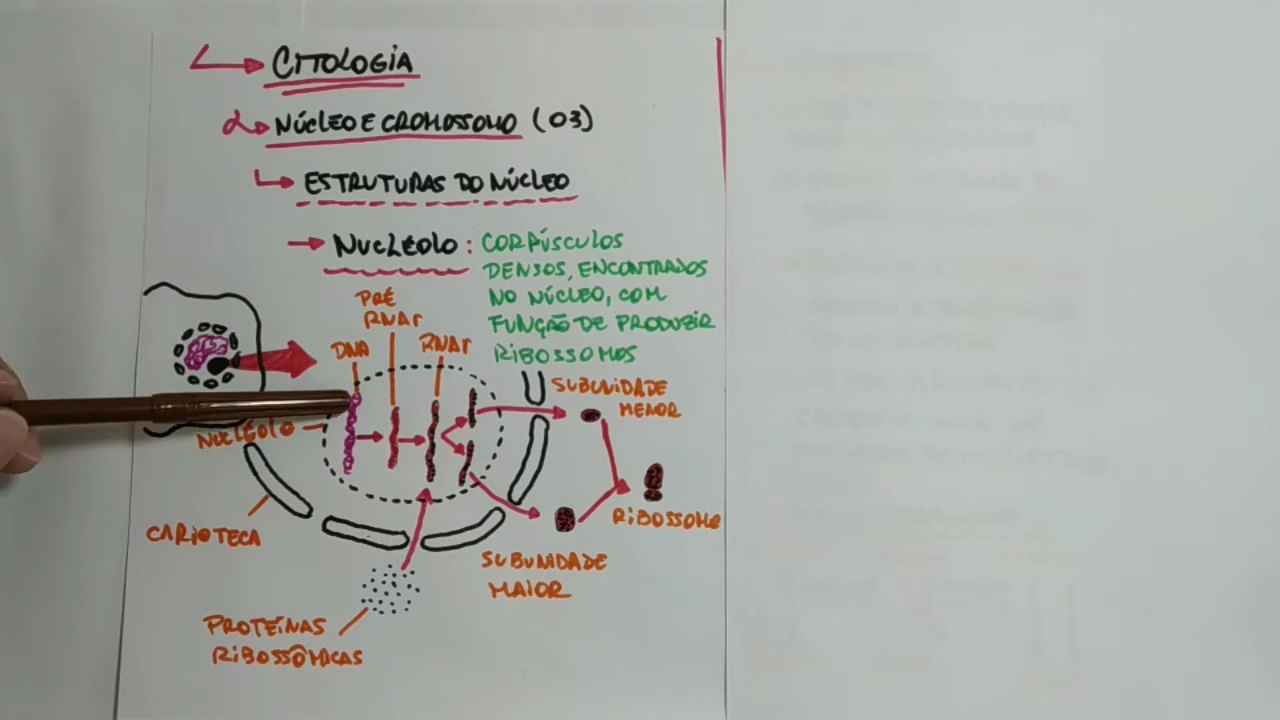 CITOLOGIA
NÚCLEO E CROMOSSOMO (03)
ESTRUTURAS DO NÚCLEO
NUCLÉOLO: CORPÚSCULOS
DENSOS, ENCONTRADOS
NO NÚCLEO, COM
FUNÇÃO DE PRODUZIR
RIBOSSOMOS
PRÉ
RNAr
DNA
RNAr
SUBUNIDADE
MENOR
NUCLÉOLO
RIBOSSOMO
CARIOTECA
SUBUNIDADE
MAIOR
PROTEÍNAS
RIBOSSÔMICAS